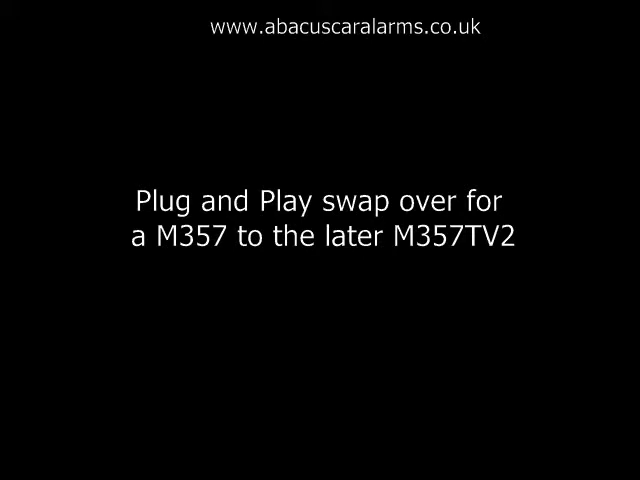 www.abacuscaralarms.co.uk
Plug and Play swap over for
a M357 to the later M357TV2